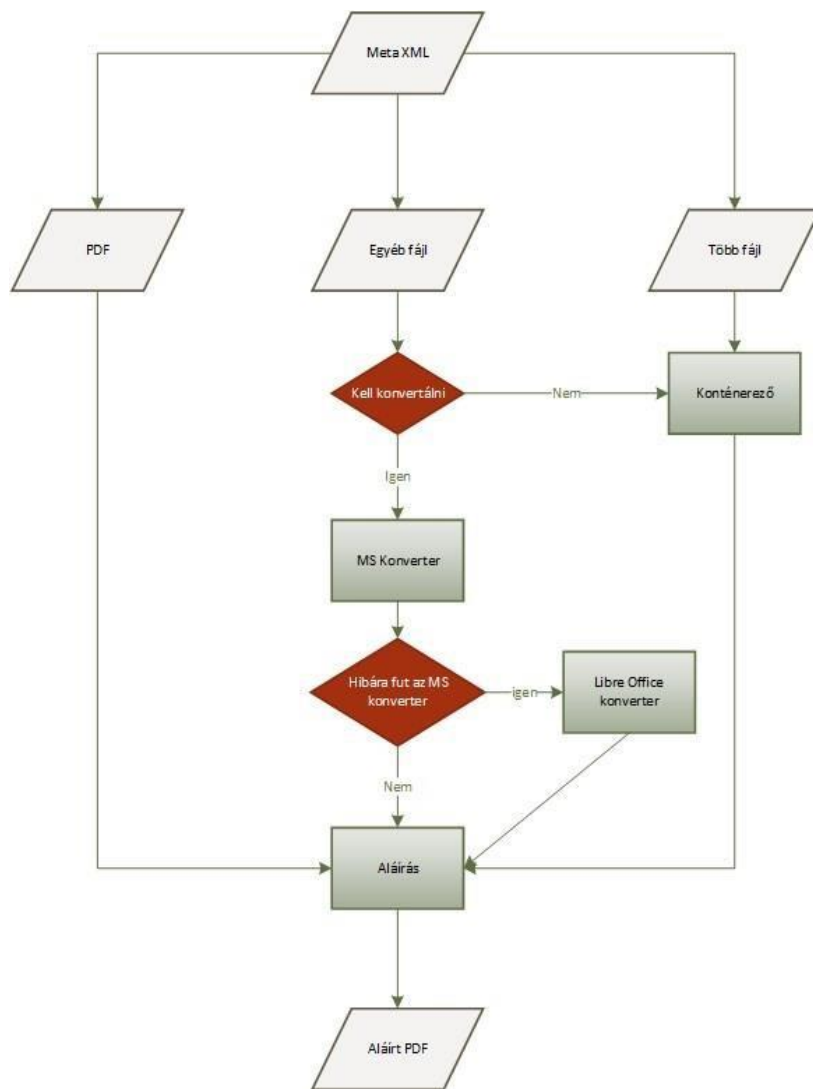 Meta XML
PDF
Egyéb fájl
Több fájl
Kell konvertálni
Nem
Konténerező
Igen
MS Konverter
Hibára fut az MS
konverter
igen
Libre Office
konverter
Nem
Aláírás
Aláírt PDF